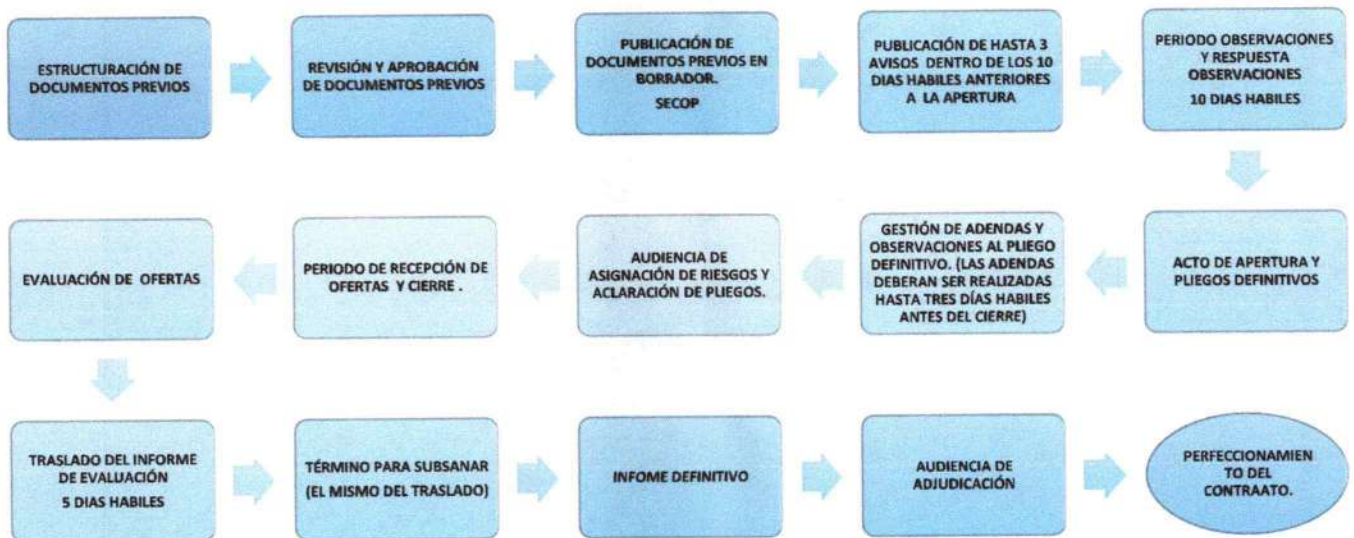 ESTRUCTURACIÓN DE
DOCUMENTOS PREVIOS
REVISIÓN Y APROBACIÓN
DE DOCUMENTOS PREVIOS
PUBLICACIÓN DE
DOCUMENTOS PREVIOS EN
BORRADOR.
SECOP
PUBLICACIÓN DE HASTA 3
AVISOS DENTRO DE LOS 10
DIAS HABILES ANTERIORES
A LA APERTURA
PERIODO OBSERVACIONES
Y RESPUESTA
OBSERVACIONES
10 DIAS HABILES
ACTO DE APERTURA Y
PLIEGOS DEFINITIVOS
GESTIÓN DE ADENDAS Y
OBSERVACIONES AL PLIEGO
DEFINITIVO. (LAS ADENDAS
DEBERAN SER REALIZADAS
HASTA TRES DÍAS HABILES
ANTES DEL CIERRE)
AUDIENCIA DE
ASIGNACIÓN DE RIESGOS Y
ACLARACIÓN DE PLIEGOS.
PERIODO DE RECEPCIÓN DE
OFERTAS Y CIERRE .
EVALUACIÓN DE OFERTAS
TRASLADO DEL INFORME
DE EVALUACIÓN
5 DIAS HABILES
TÉRMINO PARA SUBSANAR
(EL MISMO DEL TRASLADO)
INFOME DEFINITIVO
AUDIENCIA DE
ADJUDICACIÓN
PERFECCIONAMIEN
TO DEL
CONTRAATO.